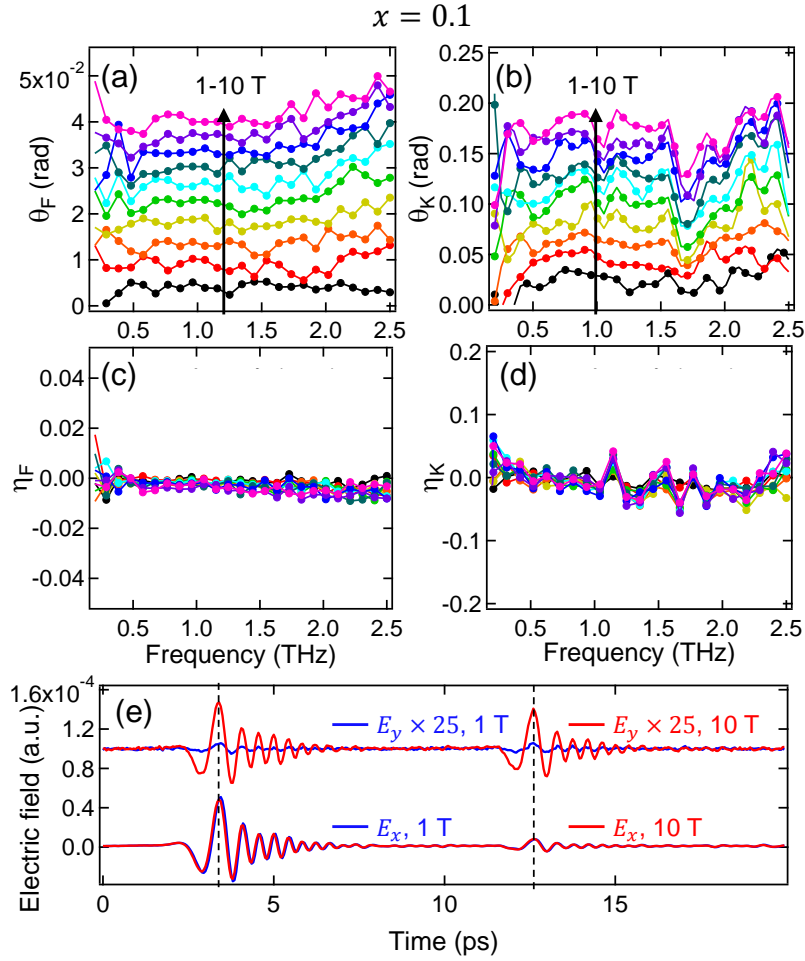 x = 0.1
(a)
1-10 T
5x10⁻²
4
3
2
1
0
θF (rad)
0.5 1.0 1.5 2.0 2.5
(b)
1-10 T
0.25
0.20
0.15
0.10
0.05
0.00
θK (rad)
0.5 1.0 1.5 2.0 2.5
(c)
0.04
0.02
0.00
-0.02
-0.04
ηF
0.5 1.0 1.5 2.0 2.5
Frequency (THz)
(d)
0.2
0.1
0.0
-0.1
-0.2
ηK
0.5 1.0 1.5 2.0 2.5
Frequency (THz)
(e)
1.6x10⁻⁴
1.2
0.8
0.4
0.0
Electric field (a.u.)
Ey × 25, 1 T
Ey × 25, 10 T
Ex, 1 T
Ex, 10 T
0 5 10 15
Time (ps)